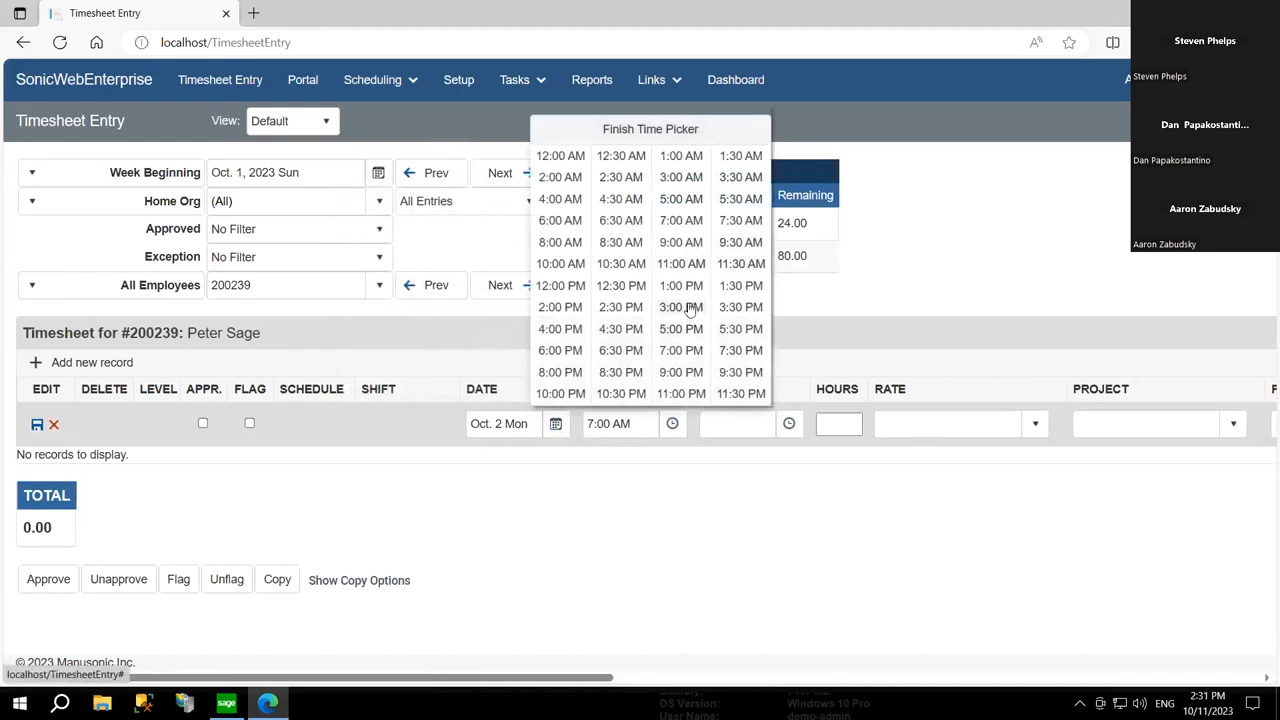 Timesheet Entry
localhost/TimesheetEntry
SonicWebEnterprise Timesheet Entry Portal Scheduling Setup Tasks Reports Links Dashboard
Timesheet Entry View: Default
Week Beginning Oct. 1, 2023 Sun Prev Next
Home Org (All) All Entries
Approved No Filter
Exception No Filter
All Employees 200239 Prev Next
Finish Time Picker
12:00 AM 12:30 AM 1:00 AM 1:30 AM
2:00 AM 2:30 AM 3:00 AM 3:30 AM
4:00 AM 4:30 AM 5:00 AM 5:30 AM
6:00 AM 6:30 AM 7:00 AM 7:30 AM
8:00 AM 8:30 AM 9:00 AM 9:30 AM
10:00 AM 10:30 AM 11:00 AM 11:30 AM
12:00 PM 12:30 PM 1:00 PM 1:30 PM
2:00 PM 2:30 PM 3:00 PM 3:30 PM
4:00 PM 4:30 PM 5:00 PM 5:30 PM
6:00 PM 6:30 PM 7:00 PM 7:30 PM
8:00 PM 8:30 PM 9:00 PM 9:30 PM
10:00 PM 10:30 PM 11:00 PM 11:30 PM
Remaining
24.00
80.00
Steven Phelps
Steven Phelps
Dan Papakostanti...
Dan Papakostantino
Aaron Zabudsky
Aaron Zabudsky
Timesheet for #200239: Peter Sage
Add new record
EDIT DELETE LEVEL APPR. FLAG SCHEDULE SHIFT DATE HOURS RATE PROJECT
Oct. 2 Mon 7:00 AM
No records to display.
TOTAL
0.00
Approve Unapprove Flag Unflag Copy Show Copy Options
© 2023 Manusonic Inc.
localhost/TimesheetEntry#
OS Version: Windows 10 Pro
User Name: demo-admin
sage
ENG
2:31 PM
10/11/2023